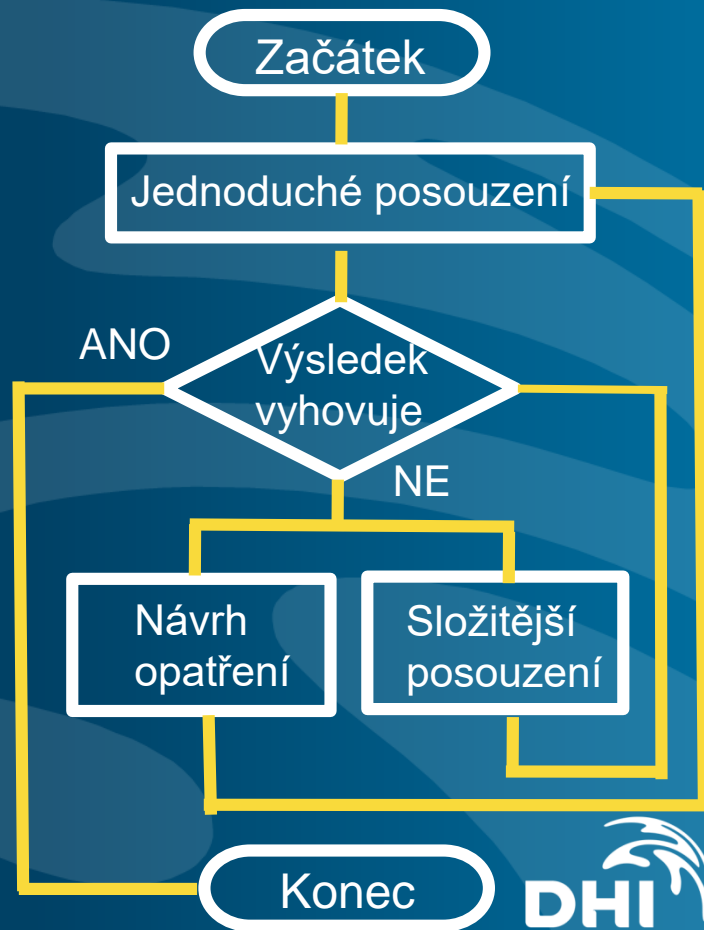 Začátek
Jednoduché posouzení
ANO
Výsledek
vyhovuje
NE
Návrh
opatření
Složitější
posouzení
Konec
DHI